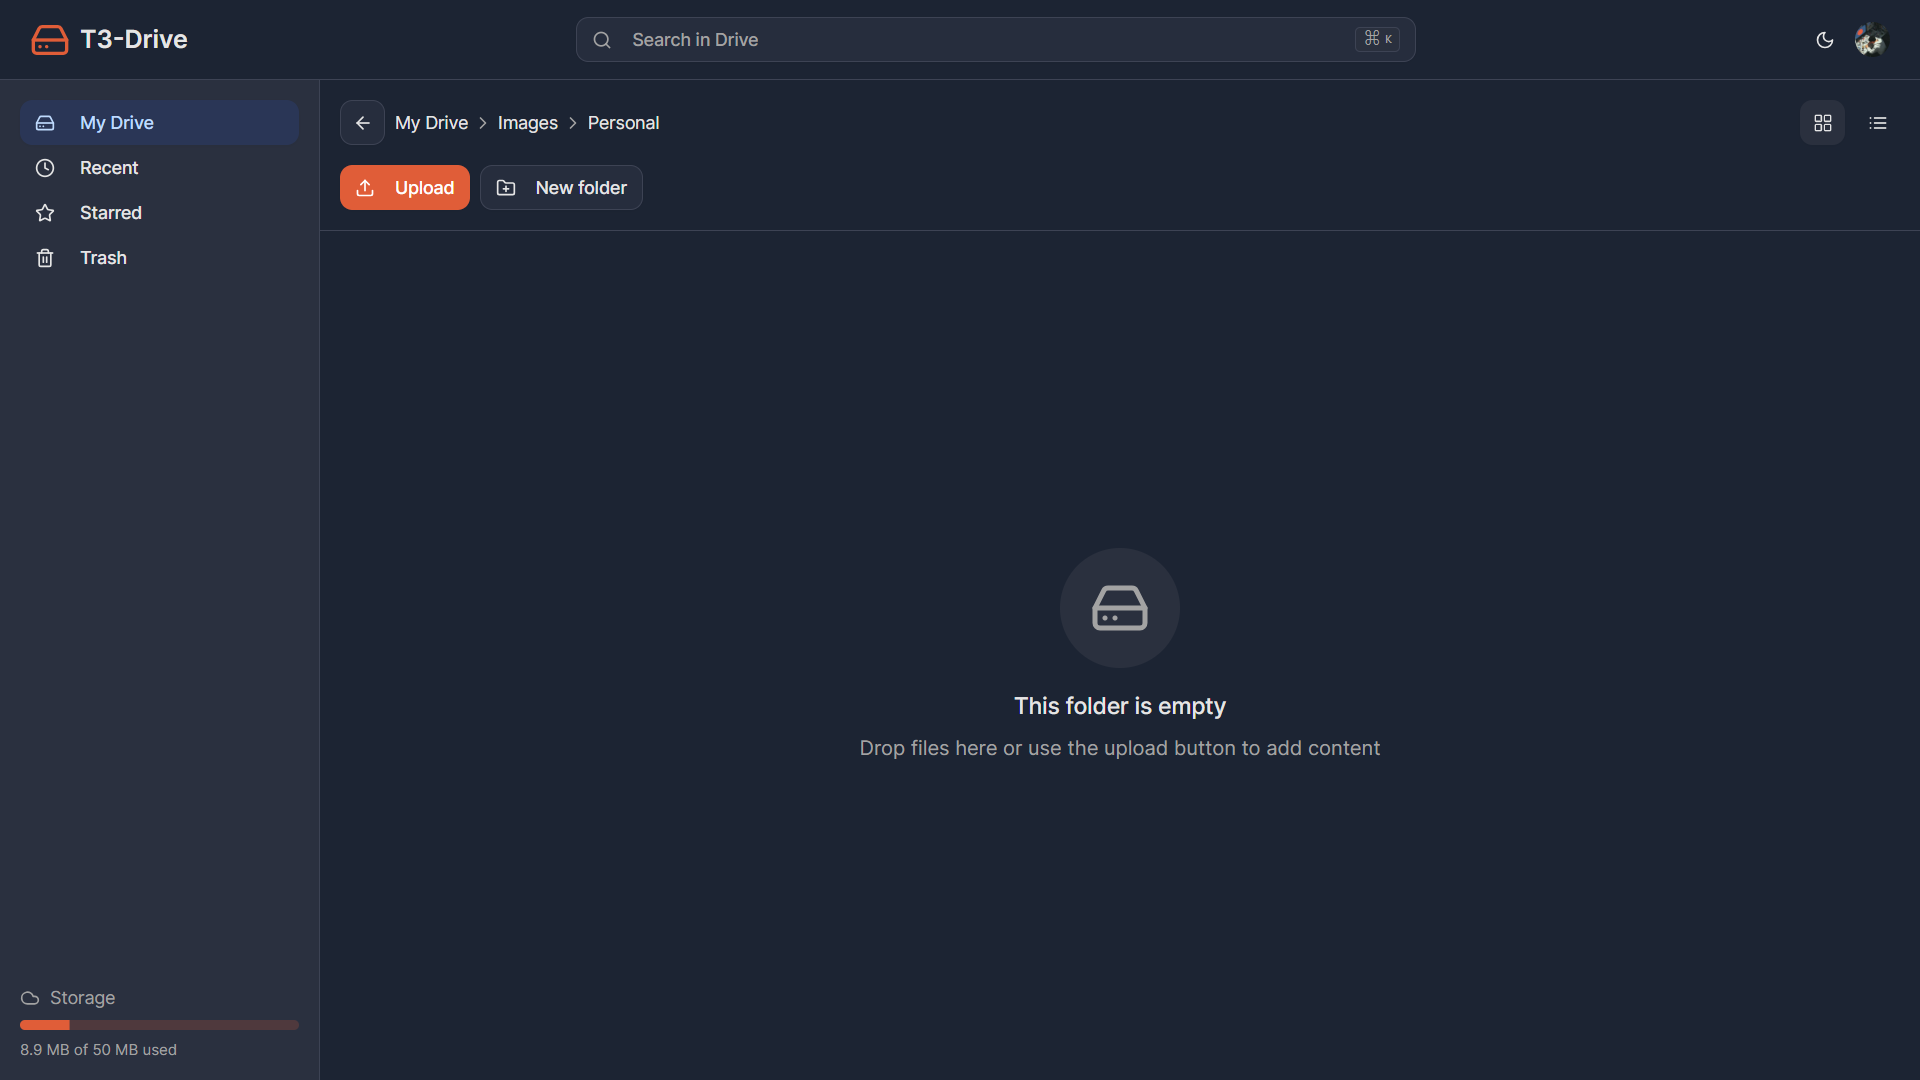 T3-Drive
Search in Drive
⌘ K
My Drive
Recent
Starred
Trash
My Drive > Images > Personal
Upload
New folder
This folder is empty
Drop files here or use the upload button to add content
Storage
8.9 MB of 50 MB used